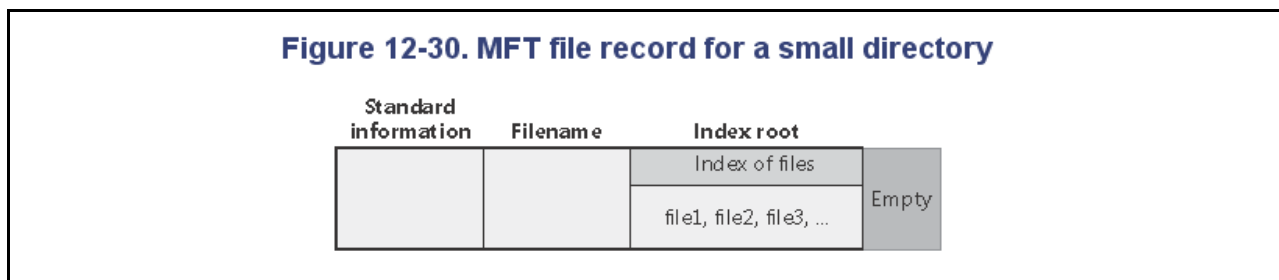 Figure 12-30. MFT file record for a small directory
Standard
information Filename Index root
Index of files
file1, file2, file3, ...
Empty